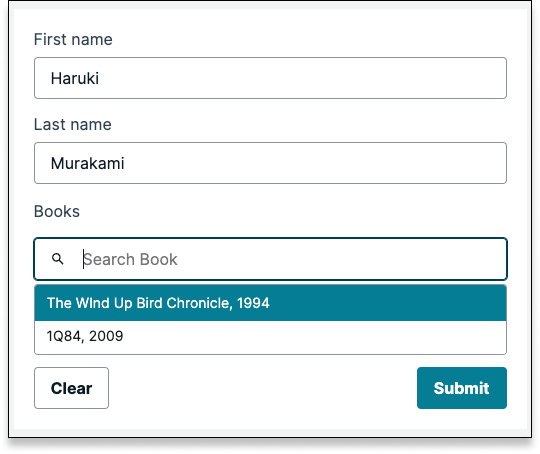 First name
Haruki
Last name
Murakami
Books
Search Book
The WInd Up Bird Chronicle, 1994
1Q84, 2009
Clear
Submit